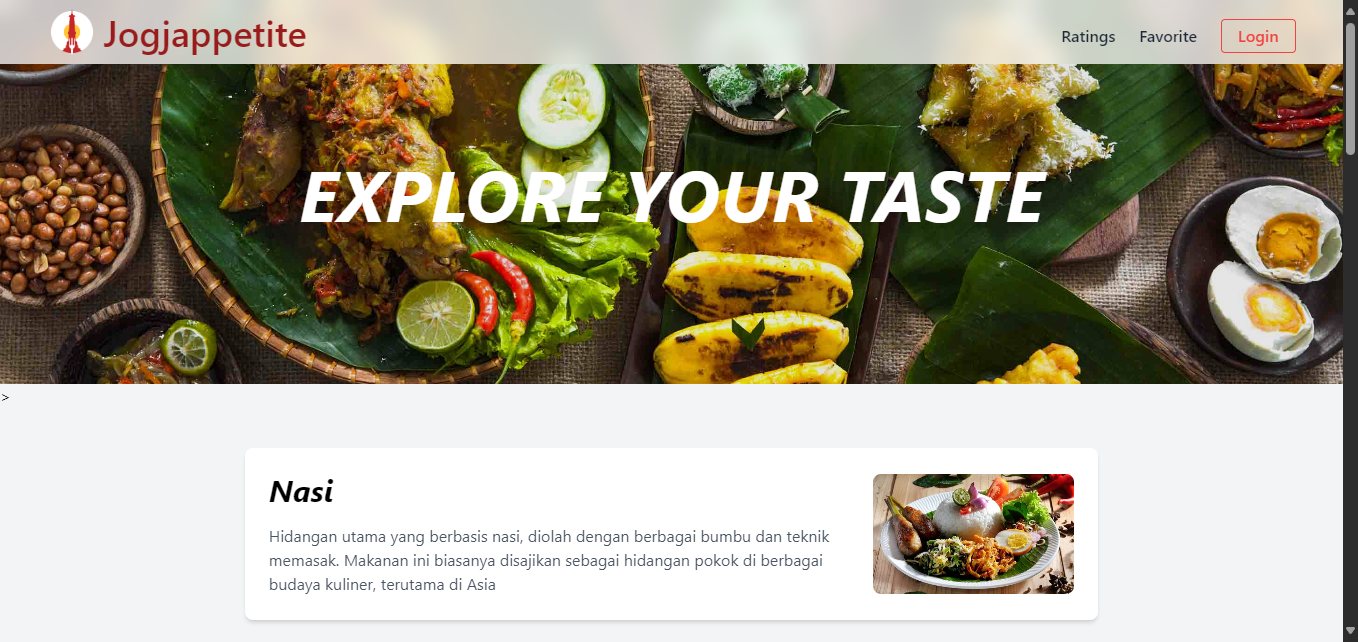 Jogjappetite
Ratings
Favorite
Login
EXPLORE YOUR TASTE
>
Nasi
Hidangan utama yang berbasis nasi, diolah dengan berbagai bumbu dan teknik
memasak. Makanan ini biasanya disajikan sebagai hidangan pokok di berbagai
budaya kuliner, terutama di Asia